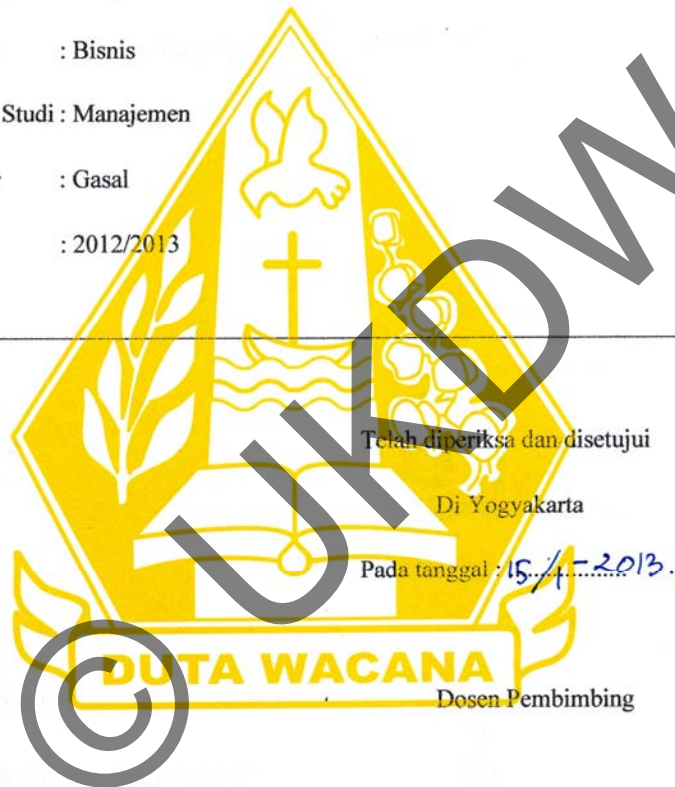 : Bisnis
Studi : Manajemen
: Gasal
: 2012/2013
Telah diperiksa dan disetujui
Di Yogyakarta
Pada tanggal : 15/1-2013.
DUTA WACANA
Dosen Pembimbing
© UKDW